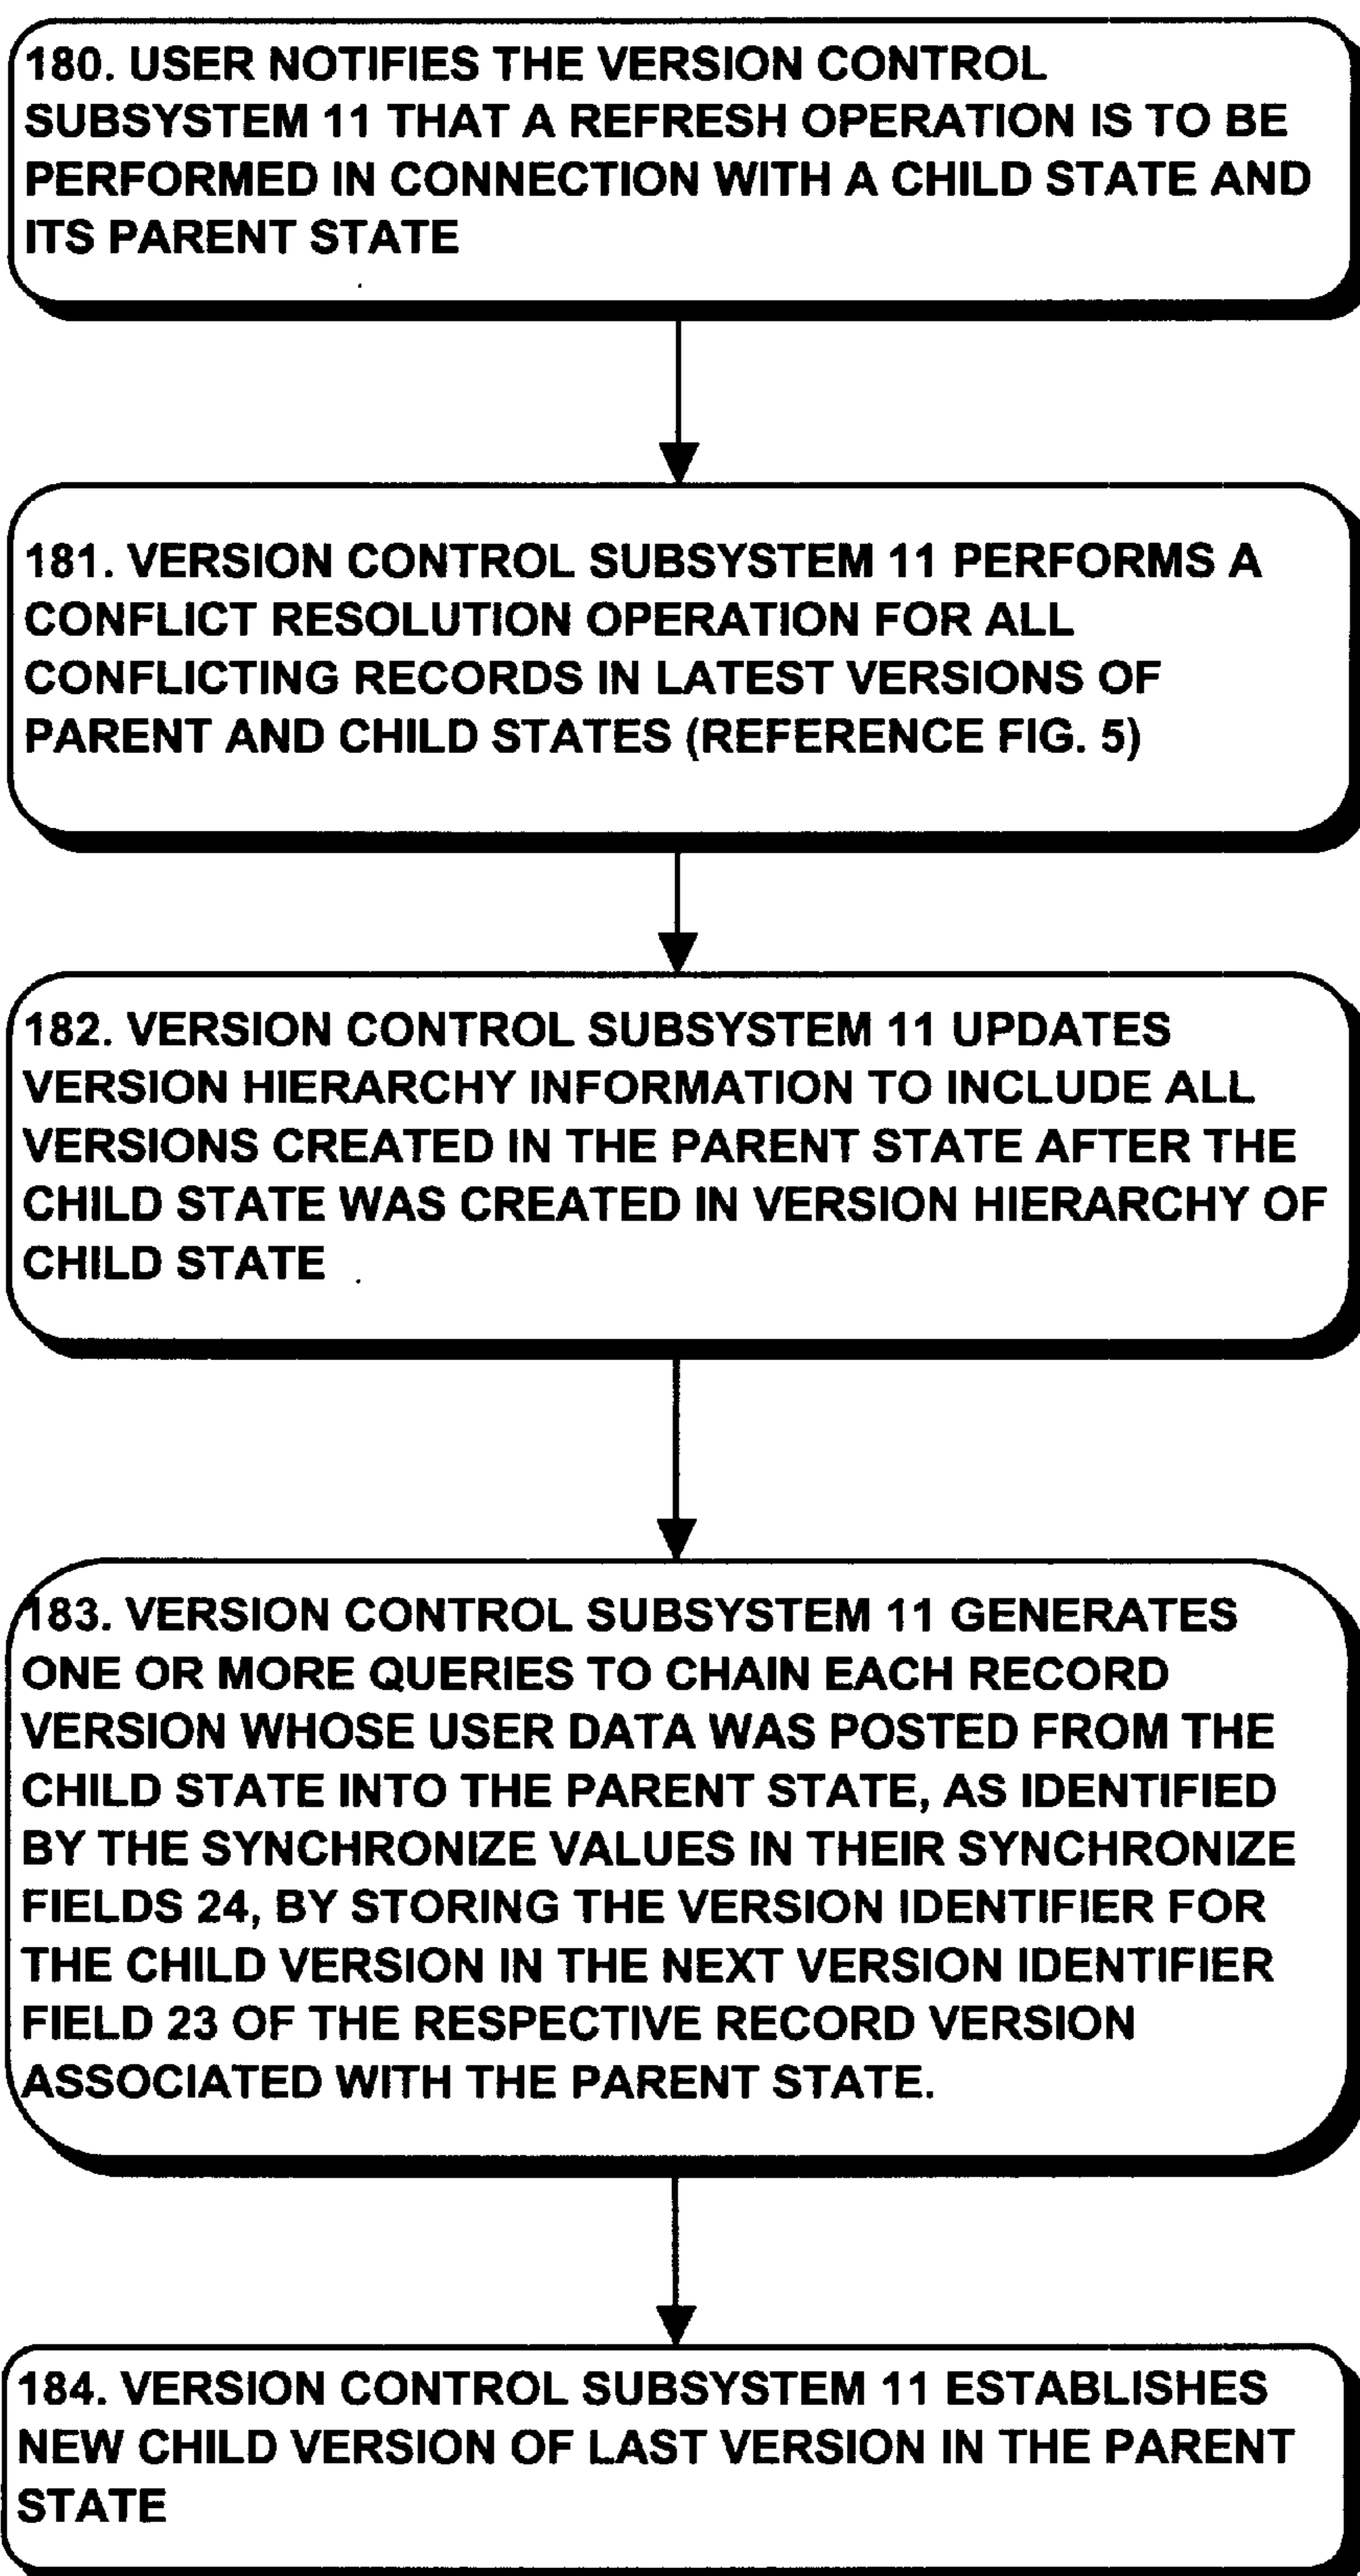 180. USER NOTIFIES THE VERSION CONTROL
SUBSYSTEM 11 THAT A REFRESH OPERATION IS TO BE
PERFORMED IN CONNECTION WITH A CHILD STATE AND
ITS PARENT STATE
181. VERSION CONTROL SUBSYSTEM 11 PERFORMS A
CONFLICT RESOLUTION OPERATION FOR ALL
CONFLICTING RECORDS IN LATEST VERSIONS OF
PARENT AND CHILD STATES (REFERENCE FIG. 5)
182. VERSION CONTROL SUBSYSTEM 11 UPDATES
VERSION HIERARCHY INFORMATION TO INCLUDE ALL
VERSIONS CREATED IN THE PARENT STATE AFTER THE
CHILD STATE WAS CREATED IN VERSION HIERARCHY OF
CHILD STATE
183. VERSION CONTROL SUBSYSTEM 11 GENERATES
ONE OR MORE QUERIES TO CHAIN EACH RECORD
VERSION WHOSE USER DATA WAS POSTED FROM THE
CHILD STATE INTO THE PARENT STATE, AS IDENTIFIED
BY THE SYNCHRONIZE VALUES IN THEIR SYNCHRONIZE
FIELDS 24, BY STORING THE VERSION IDENTIFIER FOR
THE CHILD VERSION IN THE NEXT VERSION IDENTIFIER
FIELD 23 OF THE RESPECTIVE RECORD VERSION
ASSOCIATED WITH THE PARENT STATE.
184. VERSION CONTROL SUBSYSTEM 11 ESTABLISHES
NEW CHILD VERSION OF LAST VERSION IN THE PARENT
STATE